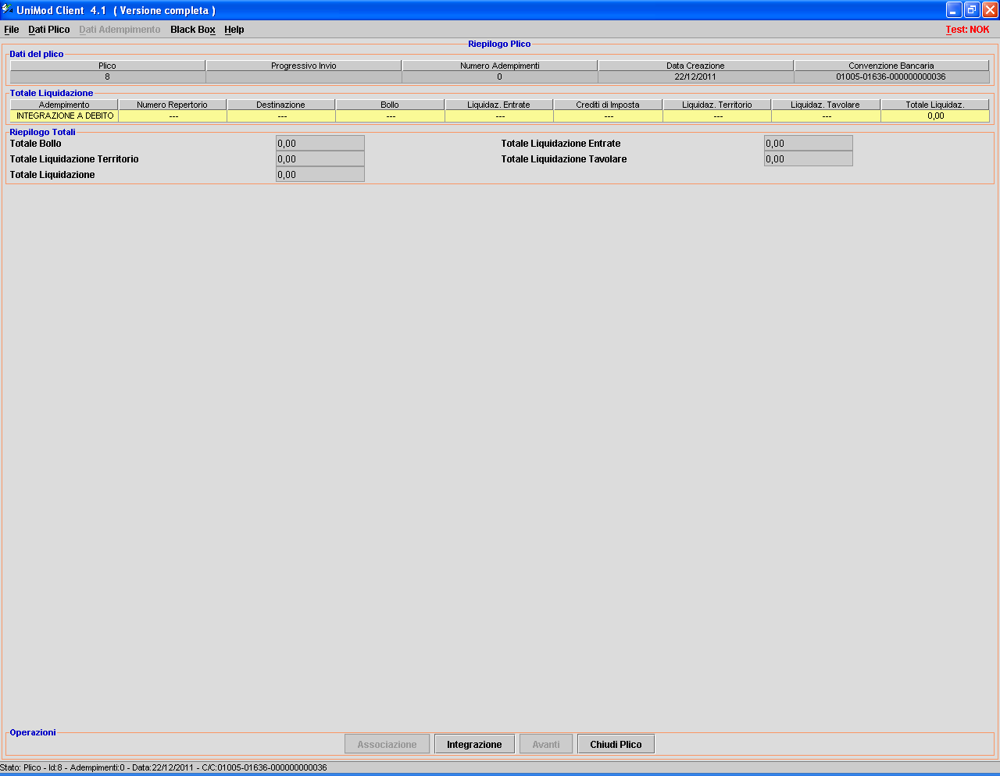 UniMod Client 4.1 ( Versione completa )
File Dati Plico Dati Adempimento Black Box Help Test: NOK
Riepilogo Plico
Dati del plico
Plico Progressivo Invio Numero Adempimenti Data Creazione Convenzione Bancaria
8 0 22/12/2011 01005-01636-000000000036
Totale Liquidazione
Adempimento Numero Repertorio Destinazione Bollo Liquidaz. Entrate Crediti di Imposta Liquidaz. Territorio Liquidaz. Tavolare Totale Liquidaz.
INTEGRAZIONE A DEBITO --- --- --- --- --- --- --- 0,00
Riepilogo Totali
Totale Bollo 0,00 Totale Liquidazione Entrate 0,00
Totale Liquidazione Territorio 0,00 Totale Liquidazione Tavolare 0,00
Totale Liquidazione 0,00
Operazioni
Associazione Integrazione Avanti Chiudi Plico
Stato: Plico - Id:8 - Adempimenti:0 - Data:22/12/2011 - C/C:01005-01636-000000000036